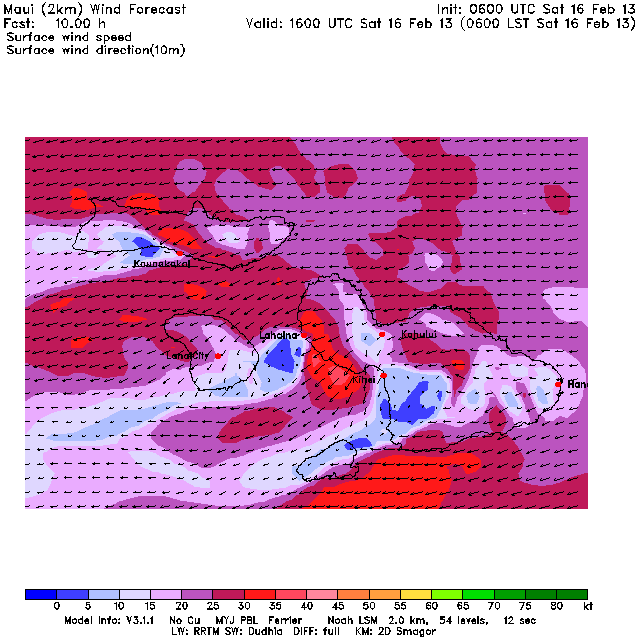 Maui (2km) Wind Forecast Init: 0600 UTC Sat 16 Feb 13
Fcst: 10.00 h Valid: 1600 UTC Sat 16 Feb 13 (0600 LST Sat 16 Feb 13)
Surface wind speed
Surface wind direction(10m)
Kaunakakai
Lahaina
Kahului
LanaiCity
Kihei
Han
0 5 10 15 20 25 30 35 40 45 50 55 60 65 70 75 80 kt
Model Info: V3.1.1 No Cu MYJ PBL Ferrier Noah LSM 2.0 km, 54 levels, 12 sec
LW: RRTM SW: Dudhia DIFF: full KM: 2D Smagor